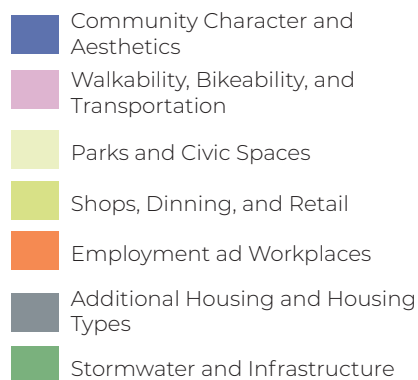 Community Character and
Aesthetics
Walkability, Bikeability, and
Transportation
Parks and Civic Spaces
Shops, Dinning, and Retail
Employment ad Workplaces
Additional Housing and Housing
Types
Stormwater and Infrastructure